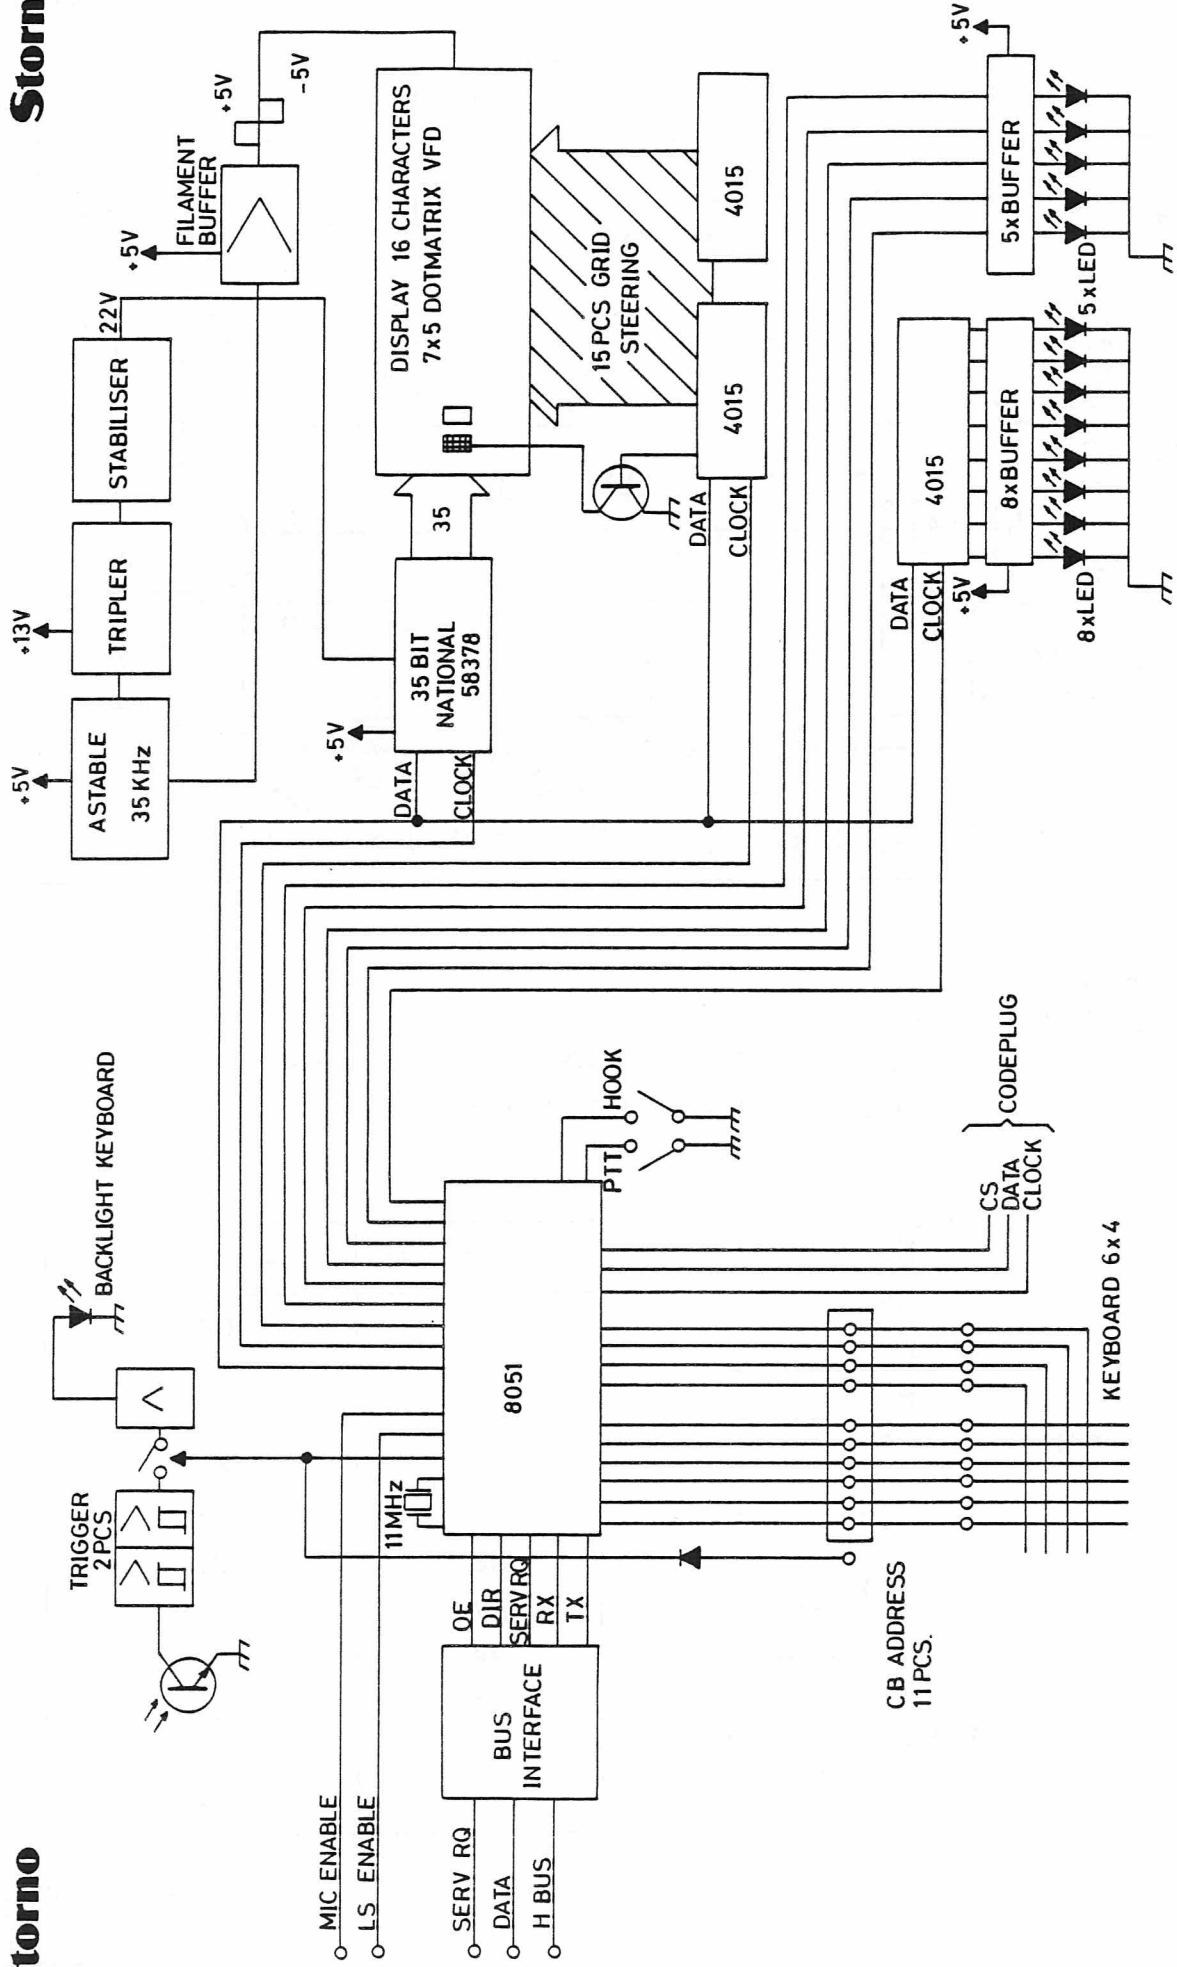 Storn
torno
+5V
ASTABLE
35KHz
+13V
TRIPLER
STABILISER
22V
+5V
FILAMENT
BUFFER
+5V
-5V
DISPLAY 16 CHARACTERS
7x5 DOTMATRIX VFD
35
+5V
35 BIT
NATIONAL
58378
DATA
CLOCK
15 PCS GRID
STEERING
4015
4015
DATA
CLOCK
4015
DATA
CLOCK
+5V
8xBUFFER
8xLED
+5V
5xBUFFER
5xLED
BACKLIGHT KEYBOARD
TRIGGER
2 PCS
11MHz
8051
HOOK
PTT
CS
DATA
CLOCK
CODEPLUG
KEYBOARD 6x4
CB ADDRESS
11 PCS.
OE
DIR
SERV RQ
RX
TX
BUS
INTERFACE
MIC ENABLE
LS ENABLE
SERV RQ
DATA
H BUS